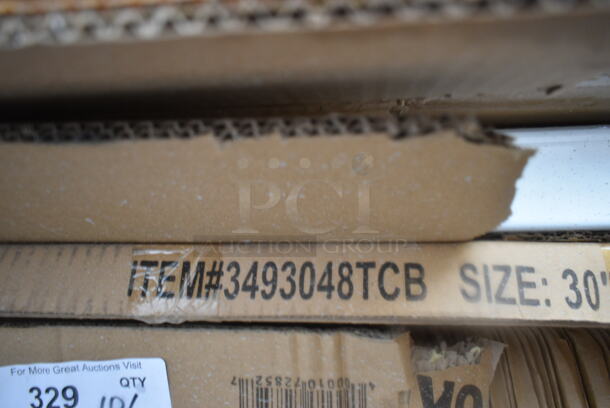 PCI
AUCTION GROUP
ITEM#3493048TCB SIZE: 30"
For More Great Auctions Visit
329 QTY